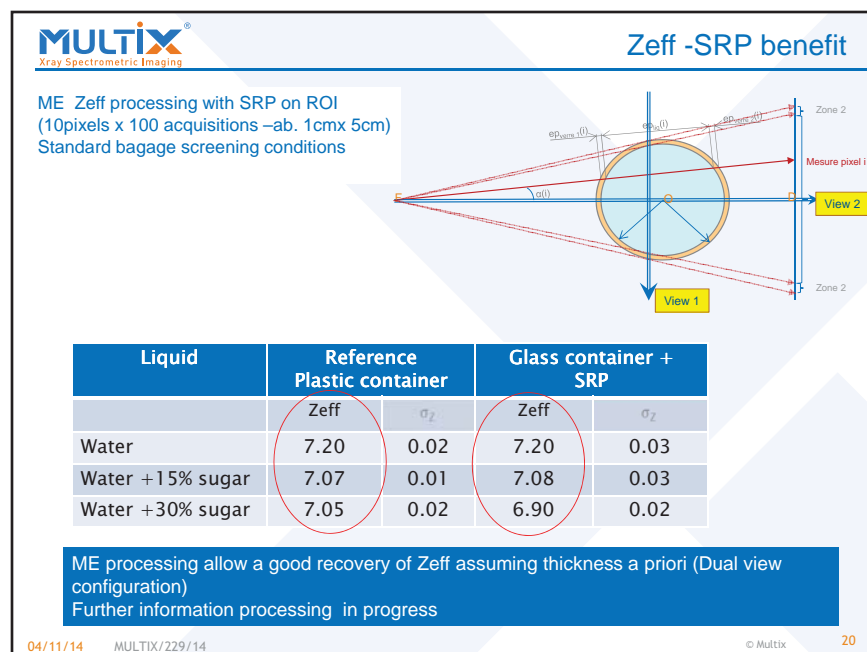 MULTIX®
Xray Spectrometric Imaging
Zeff -SRP benefit
ME Zeff processing with SRP on ROI
(10pixels x 100 acquisitions –ab. 1cmx 5cm)
Standard bagage screening conditions
Zone 2
ep (i) ep (i) ep (i)
Mesure pixel i
α(i)
F O D
View 2
View 1
Zone 2
Liquid Reference Glass container +
Plastic container SRP
Zeff σZ Zeff σZ
Water 7.20 0.02 7.20 0.03
Water +15% sugar 7.07 0.01 7.08 0.03
Water +30% sugar 7.05 0.02 6.90 0.02
ME processing allow a good recovery of Zeff assuming thickness a priori (Dual view
configuration)
Further information processing in progress
04/11/14 MULTIX/229/14 © Multix 20